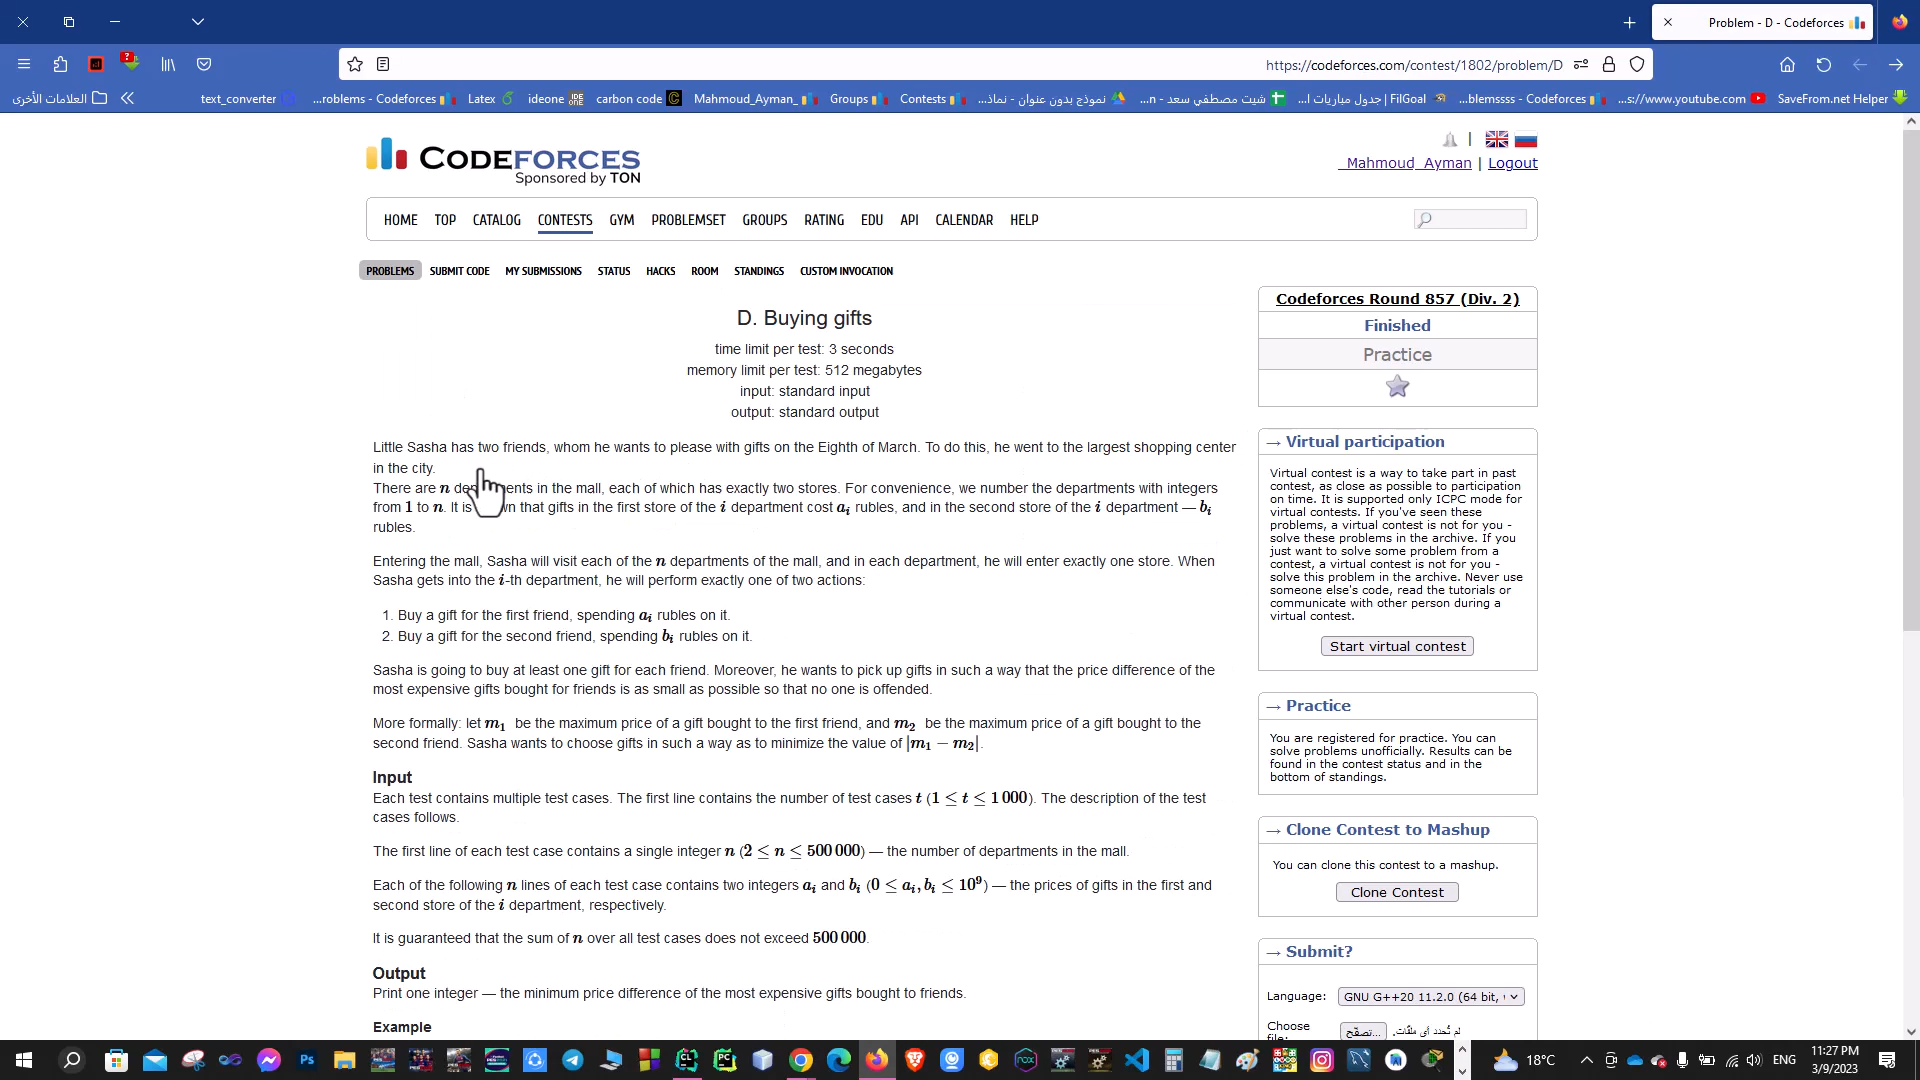 Problem - D - Codeforces
https://codeforces.com/contest/1802/problem/D
العلامات الأخرى
text_converter
...roblems - Codeforces
Latex
ideone
carbon code
Mahmoud_Ayman_
Groups
Contests
نموذج بدون عنوان - نماذ...
شيت مصطفي سعد - n...
جدول مباريات ا... | FilGoal
...blemssss - Codeforces
...s://www.youtube.com
SaveFrom.net Helper
CODEFORCES
Sponsored by TON
_Mahmoud_Ayman | Logout
HOME TOP CATALOG CONTESTS GYM PROBLEMSET GROUPS RATING EDU API CALENDAR HELP
PROBLEMS SUBMIT CODE MY SUBMISSIONS STATUS HACKS ROOM STANDINGS CUSTOM INVOCATION
D. Buying gifts
time limit per test: 3 seconds
memory limit per test: 512 megabytes
input: standard input
output: standard output
Little Sasha has two friends, whom he wants to please with gifts on the Eighth of March. To do this, he went to the largest shopping center
in the city.
There are n departments in the mall, each of which has exactly two stores. For convenience, we number the departments with integers
from 1 to n. It is known that gifts in the first store of the i department cost aᵢ rubles, and in the second store of the i department — bᵢ
rubles.
Entering the mall, Sasha will visit each of the n departments of the mall, and in each department, he will enter exactly one store. When
Sasha gets into the i-th department, he will perform exactly one of two actions:
1. Buy a gift for the first friend, spending aᵢ rubles on it.
2. Buy a gift for the second friend, spending bᵢ rubles on it.
Sasha is going to buy at least one gift for each friend. Moreover, he wants to pick up gifts in such a way that the price difference of the
most expensive gifts bought for friends is as small as possible so that no one is offended.
More formally: let m₁ be the maximum price of a gift bought to the first friend, and m₂ be the maximum price of a gift bought to the
second friend. Sasha wants to choose gifts in such a way as to minimize the value of |m₁ − m₂|.
Input
Each test contains multiple test cases. The first line contains the number of test cases t (1 ≤ t ≤ 1 000). The description of the test
cases follows.
The first line of each test case contains a single integer n (2 ≤ n ≤ 500 000) — the number of departments in the mall.
Each of the following n lines of each test case contains two integers aᵢ and bᵢ (0 ≤ aᵢ, bᵢ ≤ 10⁹) — the prices of gifts in the first and
second store of the i department, respectively.
It is guaranteed that the sum of n over all test cases does not exceed 500 000.
Output
Print one integer — the minimum price difference of the most expensive gifts bought to friends.
Example
Codeforces Round 857 (Div. 2)
Finished
Practice
→ Virtual participation
Virtual contest is a way to take part in past
contest, as close as possible to participation
on time. It is supported only ICPC mode for
virtual contests. If you've seen these
problems, a virtual contest is not for you -
solve these problems in the archive. If you
just want to solve some problem from a
contest, a virtual contest is not for you -
solve this problem in the archive. Never use
someone else's code, read the tutorials or
communicate with other person during a
virtual contest.
Start virtual contest
→ Practice
You are registered for practice. You can
solve problems unofficially. Results can be
found in the contest status and in the
bottom of standings.
→ Clone Contest to Mashup
You can clone this contest to a mashup.
Clone Contest
→ Submit?
Language: GNU G++20 11.2.0 (64 bit,
Choose
file:
تصفّح... لم تُحدد أي ملفّات.
18°C
ENG
11:27 PM
3/9/2023